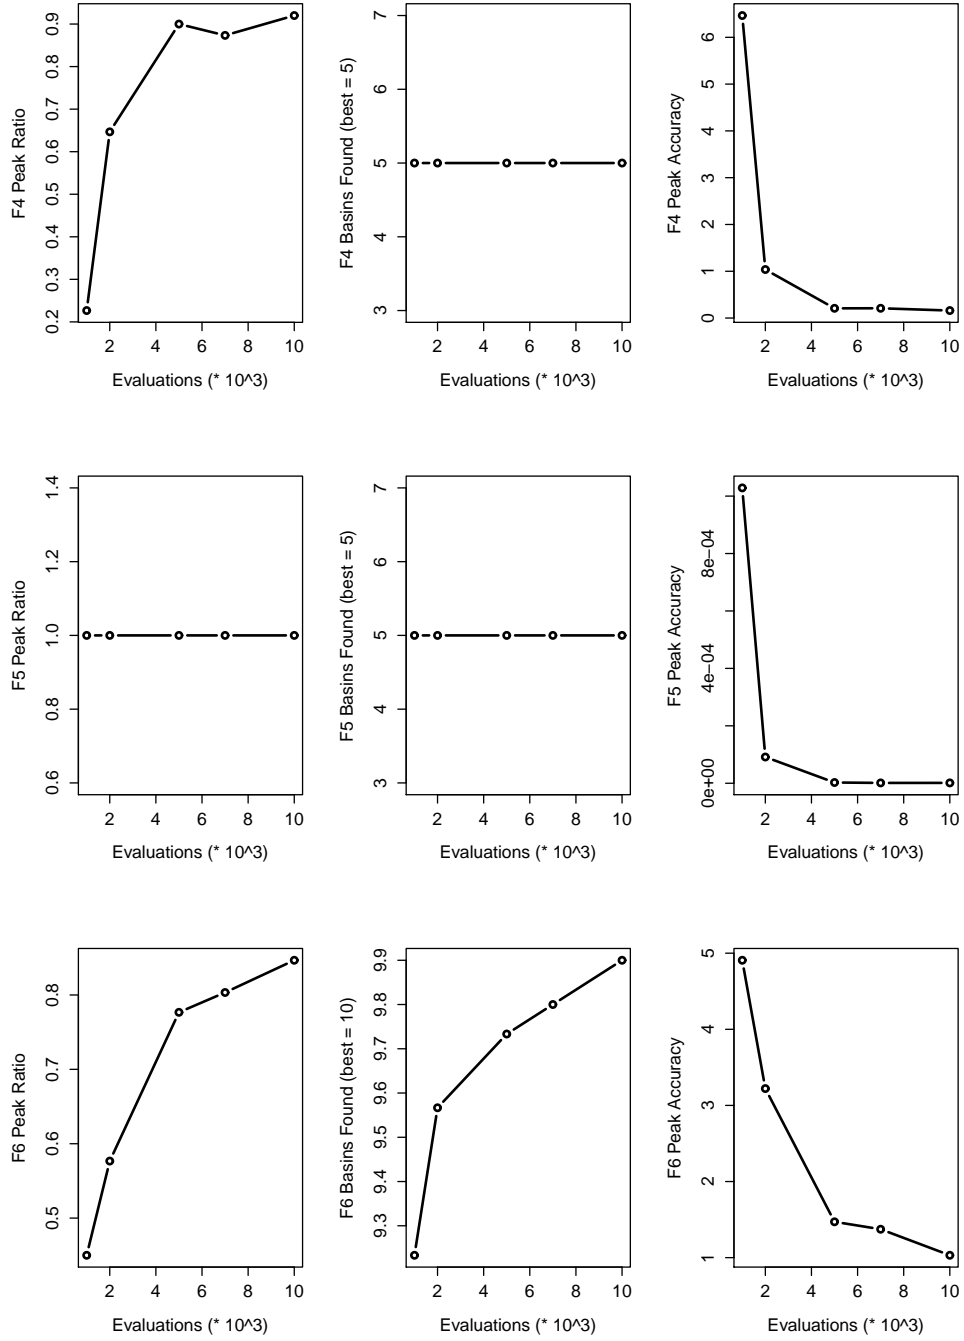 F4 Peak Ratio
0.2 0.3 0.4 0.5 0.6 0.7 0.8 0.9
2 4 6 8 10
Evaluations (* 10^3)
F4 Basins Found (best = 5)
3 4 5 6 7
2 4 6 8 10
Evaluations (* 10^3)
F4 Peak Accuracy
0 1 2 3 4 5 6
2 4 6 8 10
Evaluations (* 10^3)
F5 Peak Ratio
0.6 0.8 1.0 1.2 1.4
2 4 6 8 10
Evaluations (* 10^3)
F5 Basins Found (best = 5)
3 4 5 6 7
2 4 6 8 10
Evaluations (* 10^3)
F5 Peak Accuracy
0e+00 4e-04 8e-04
2 4 6 8 10
Evaluations (* 10^3)
F6 Peak Ratio
0.5 0.6 0.7 0.8
2 4 6 8 10
Evaluations (* 10^3)
F6 Basins Found (best = 10)
9.3 9.4 9.5 9.6 9.7 9.8 9.9
2 4 6 8 10
Evaluations (* 10^3)
F6 Peak Accuracy
1 2 3 4 5
2 4 6 8 10
Evaluations (* 10^3)